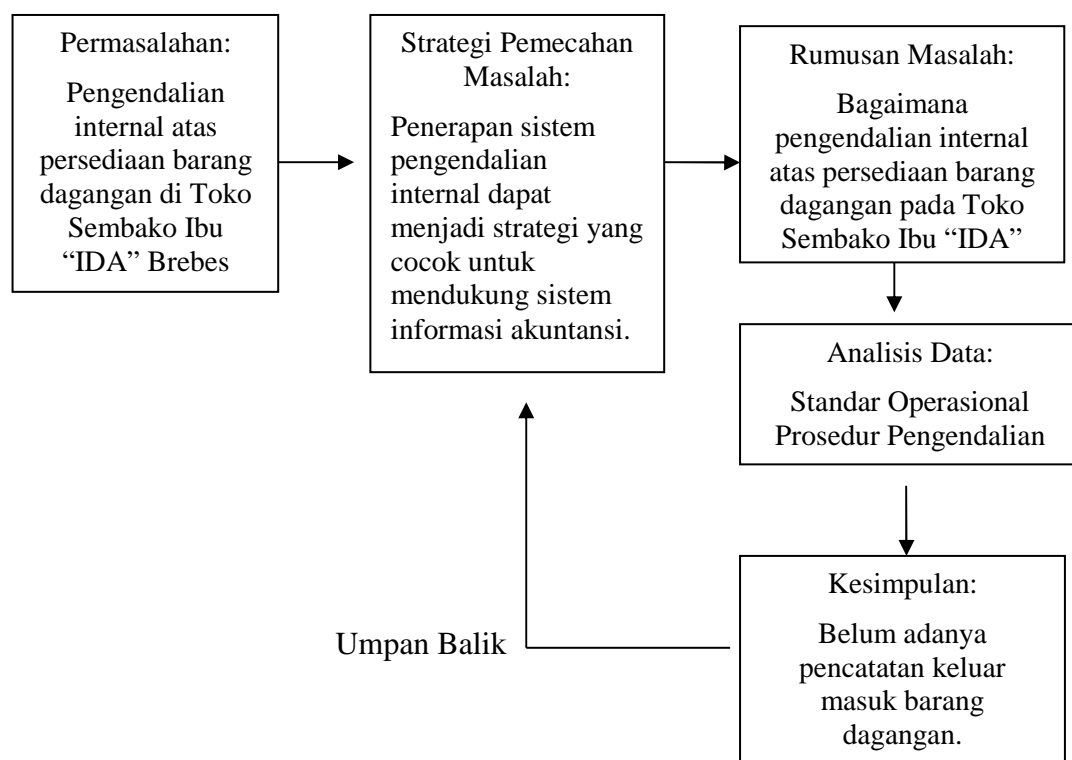 Permasalahan:
Pengendalian
internal atas
persediaan barang
dagangan di Toko
Sembako Ibu
“IDA” Brebes
Strategi Pemecahan
Masalah:
Penerapan sistem
pengendalian
internal dapat
menjadi strategi yang
cocok untuk
mendukung sistem
informasi akuntansi.
Rumusan Masalah:
Bagaimana
pengendalian internal
atas persediaan barang
dagangan pada Toko
Sembako Ibu “IDA”
Analisis Data:
Standar Operasional
Prosedur Pengendalian
Kesimpulan:
Belum adanya
pencatatan keluar
masuk barang
dagangan.
Umpan Balik